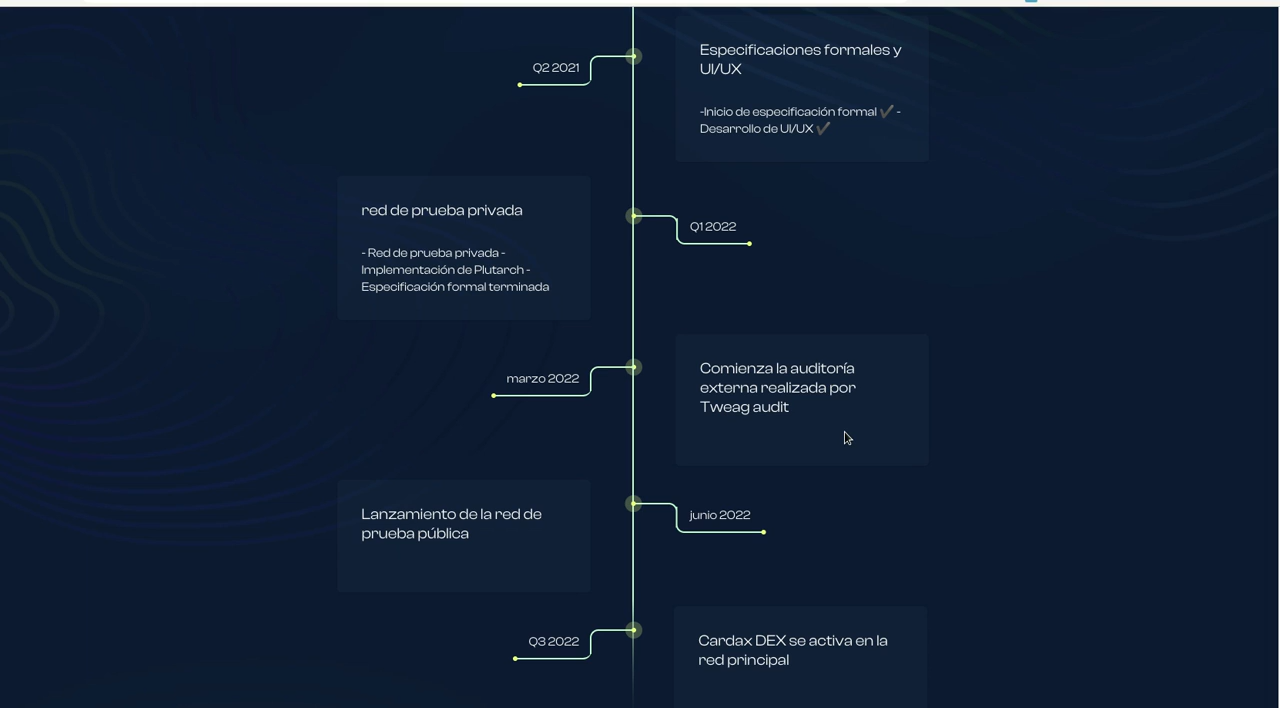 Q2 2021
Especificaciones formales y
UI/UX
-Inicio de especificación formal ✔ -
Desarrollo de UI/UX ✔
red de prueba privada
- Red de prueba privada -
Implementación de Plutarch -
Especificación formal terminada
Q1 2022
marzo 2022
Comienza la auditoría
externa realizada por
Tweag audit
Lanzamiento de la red de
prueba pública
junio 2022
Q3 2022
Cardax DEX se activa en la
red principal